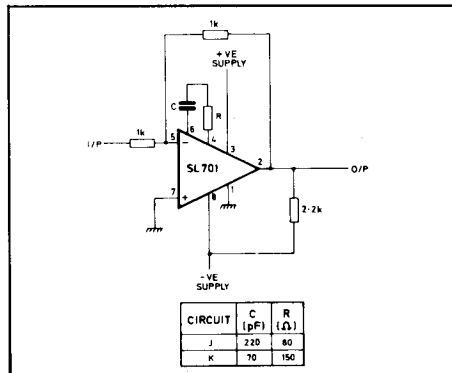 1k
+VE
SUPPLY
C
R
6
4
1k
I/P
5
−
3
SL701
2
O/P
7
+
8
1
2·2k
−VE
SUPPLY
CIRCUIT C (pF) R (Ω)
J 220 80
K 70 150